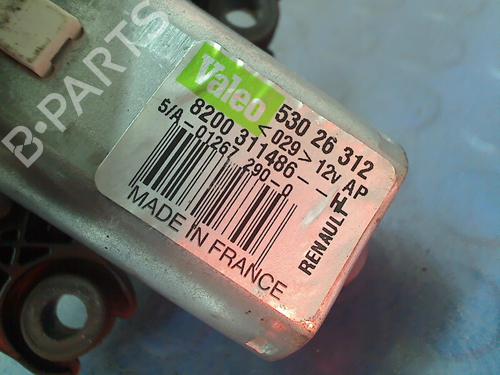 B-PARTS
Valeo
530 26 312
<029> 12V AP
8200 311486--H
5/A-01267 290-0
RENAULT
MADE IN FRANCE